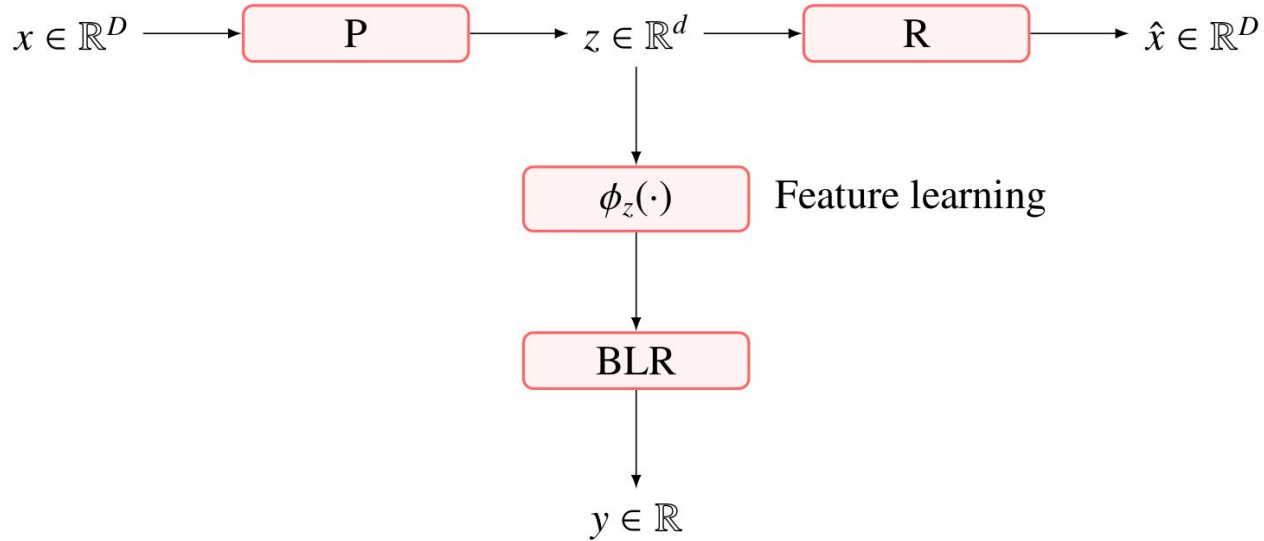 x ∈ ℝ^D P z ∈ ℝ^d R x̂ ∈ ℝ^D
ϕ_z(·) Feature learning
BLR
y ∈ ℝ